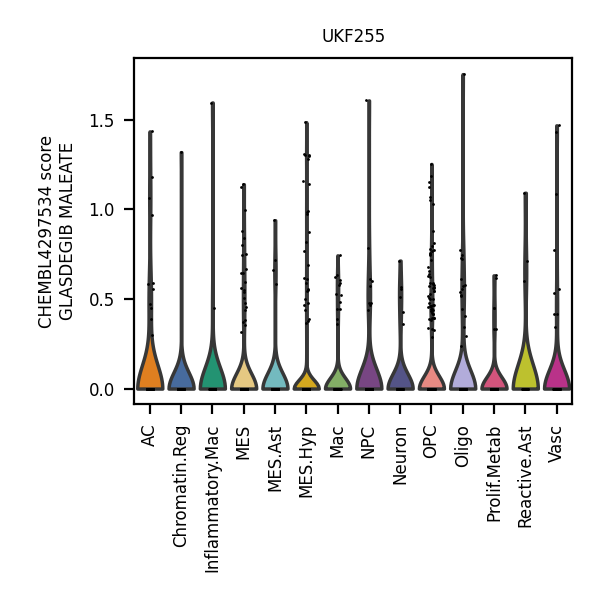 UKF255
CHEMBL4297534 score
GLASDEGIB MALEATE
1.5
1.0
0.5
0.0
AC
Chromatin.Reg
Inflammatory.Mac
MES
MES.Ast
MES.Hyp
Mac
NPC
Neuron
OPC
Oligo
Prolif.Metab
Reactive.Ast
Vasc